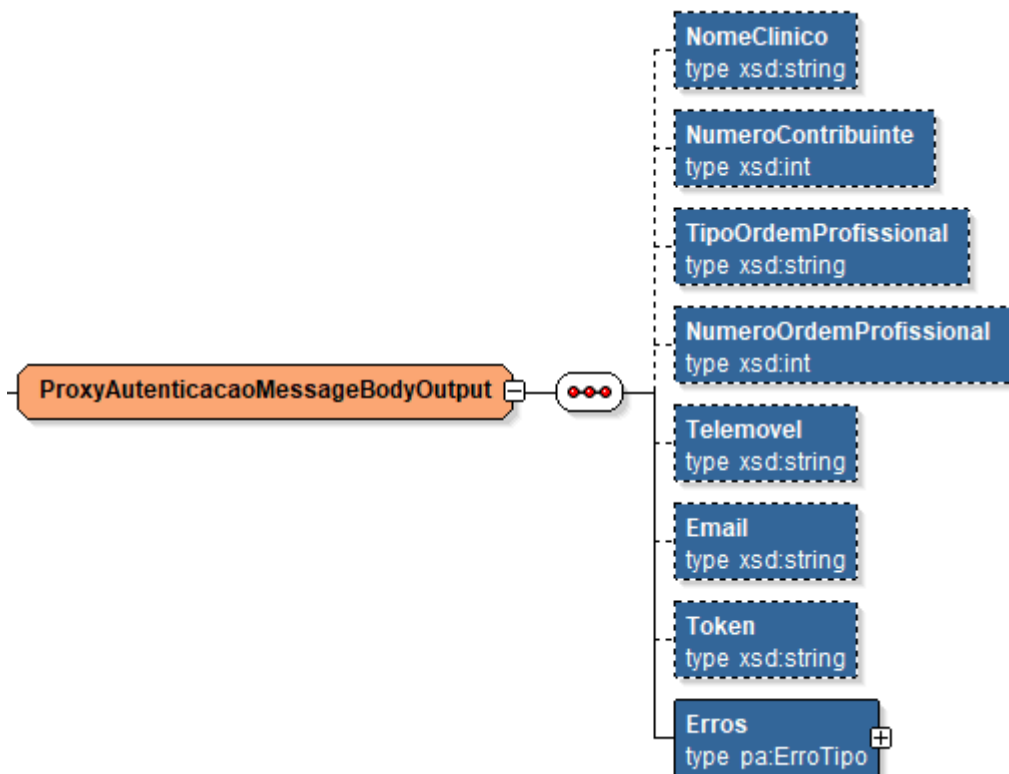 NomeClinico
type xsd:string
NumeroContribuinte
type xsd:int
TipoOrdemProfissional
type xsd:string
NumeroOrdemProfissional
type xsd:int
ProxyAutenticacaoMessageBodyOutput
Telemovel
type xsd:string
Email
type xsd:string
Token
type xsd:string
Erros
type pa:ErroTipo